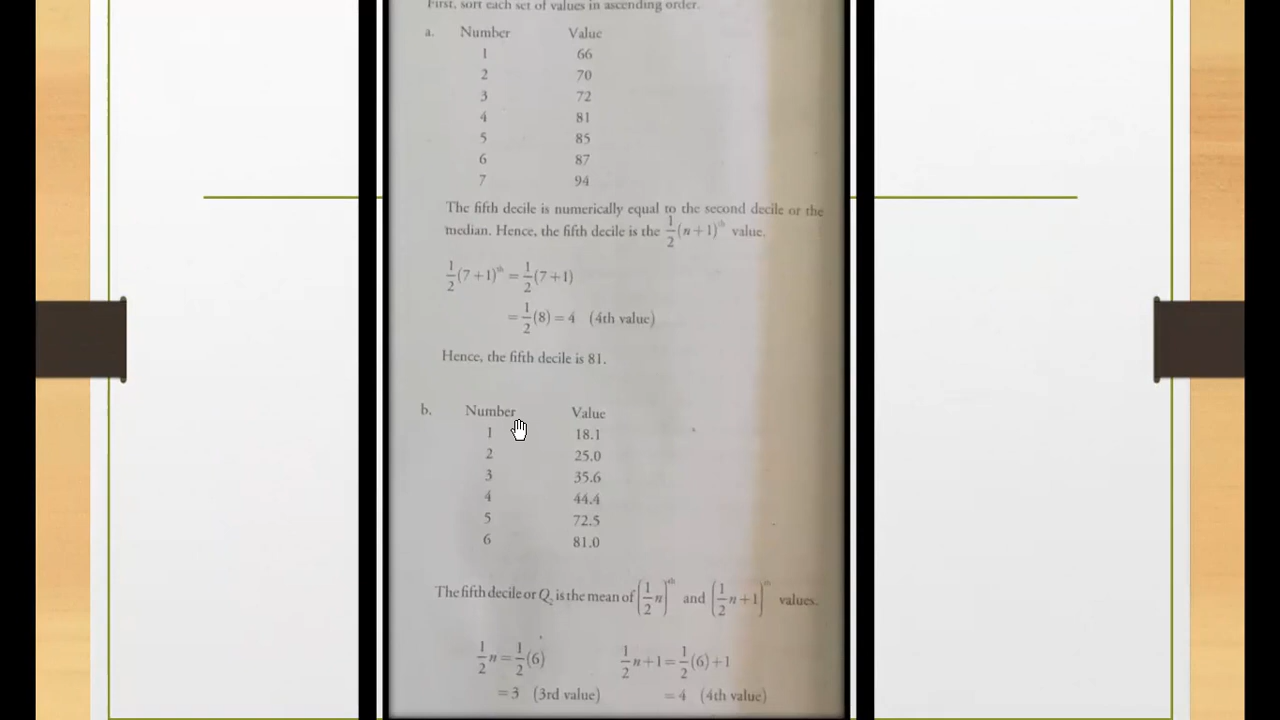 First, sort each set of values in ascending order.
a. Number Value
1 66
2 70
3 72
4 81
5 85
6 87
7 94
The fifth decile is numerically equal to the second decile or the
median. Hence, the fifth decile is the 1/2 (n+1)^th value.
1/2 (7+1)^th = 1/2 (7+1)
= 1/2 (8) = 4 (4th value)
Hence, the fifth decile is 81.
b. Number Value
1 18.1
2 25.0
3 35.6
4 44.4
5 72.5
6 81.0
The fifth decile or Q₂ is the mean of (1/2 n)^th and (1/2 n+1)^th values.
1/2 n = 1/2 (6) 1/2 n+1 = 1/2 (6)+1
= 3 (3rd value) = 4 (4th value)